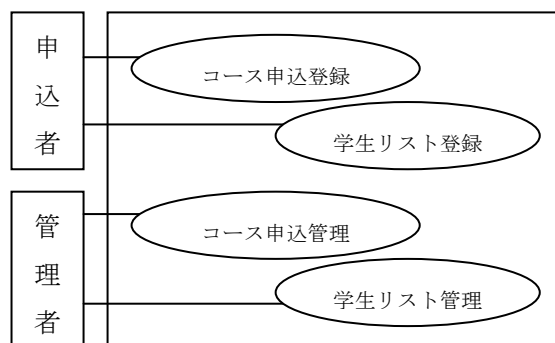 申込者
コース申込登録
学生リスト登録
管理者
コース申込管理
学生リスト管理